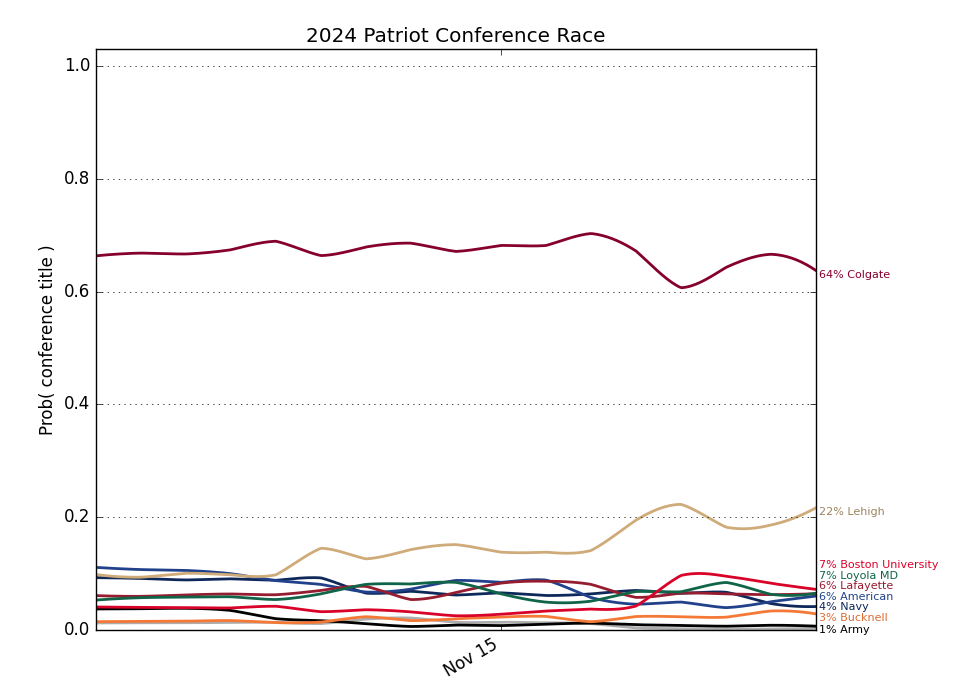 2024 Patriot Conference Race
1.0
0.8
0.6
0.4
0.2
0.0
Prob( conference title )
Nov 15
64% Colgate
22% Lehigh
7% Boston University
7% Loyola MD
6% Lafayette
6% American
4% Navy
3% Bucknell
1% Army